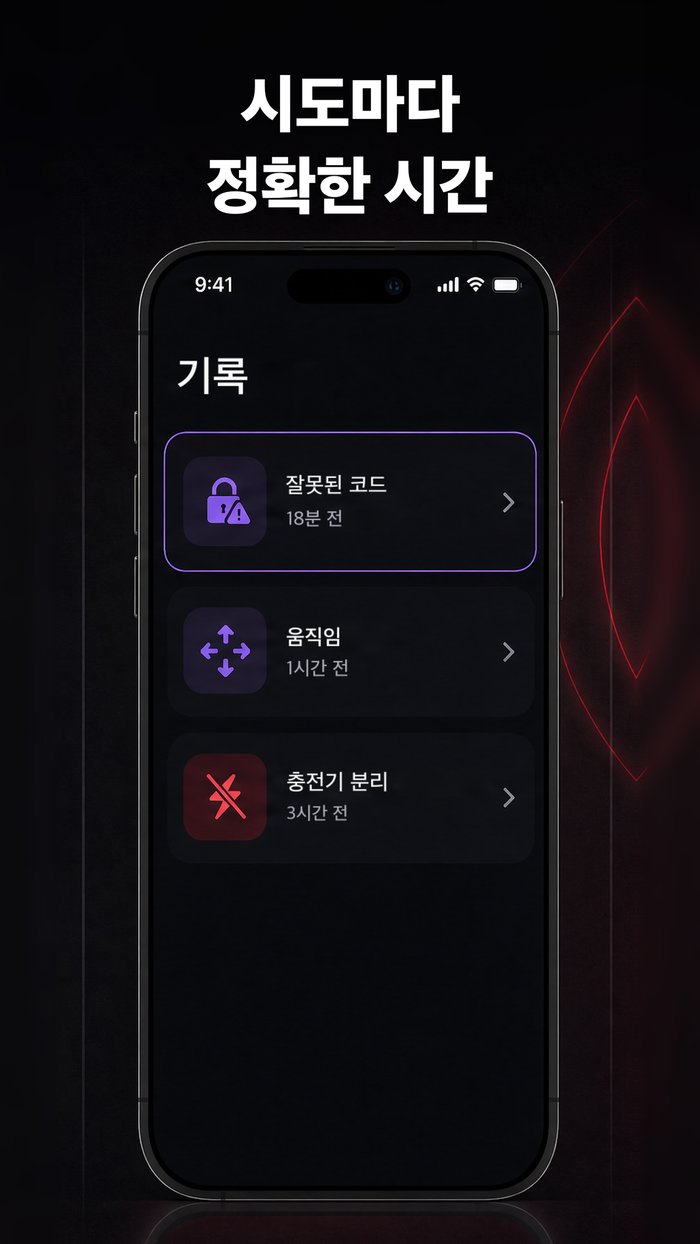 시도마다
정확한 시간
9:41
기록
잘못된 코드
18분 전
움직임
1시간 전
충전기 분리
3시간 전